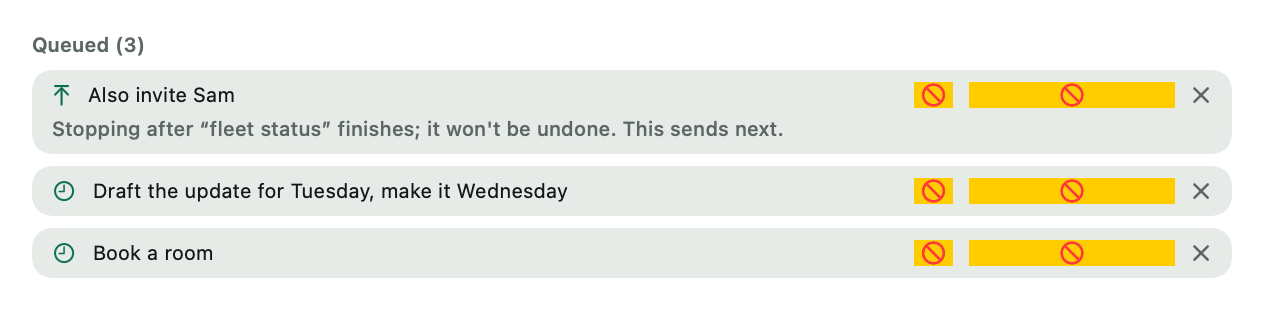 Queued (3)
Also invite Sam
Stopping after “fleet status” finishes; it won't be undone. This sends next.
Draft the update for Tuesday, make it Wednesday
Book a room